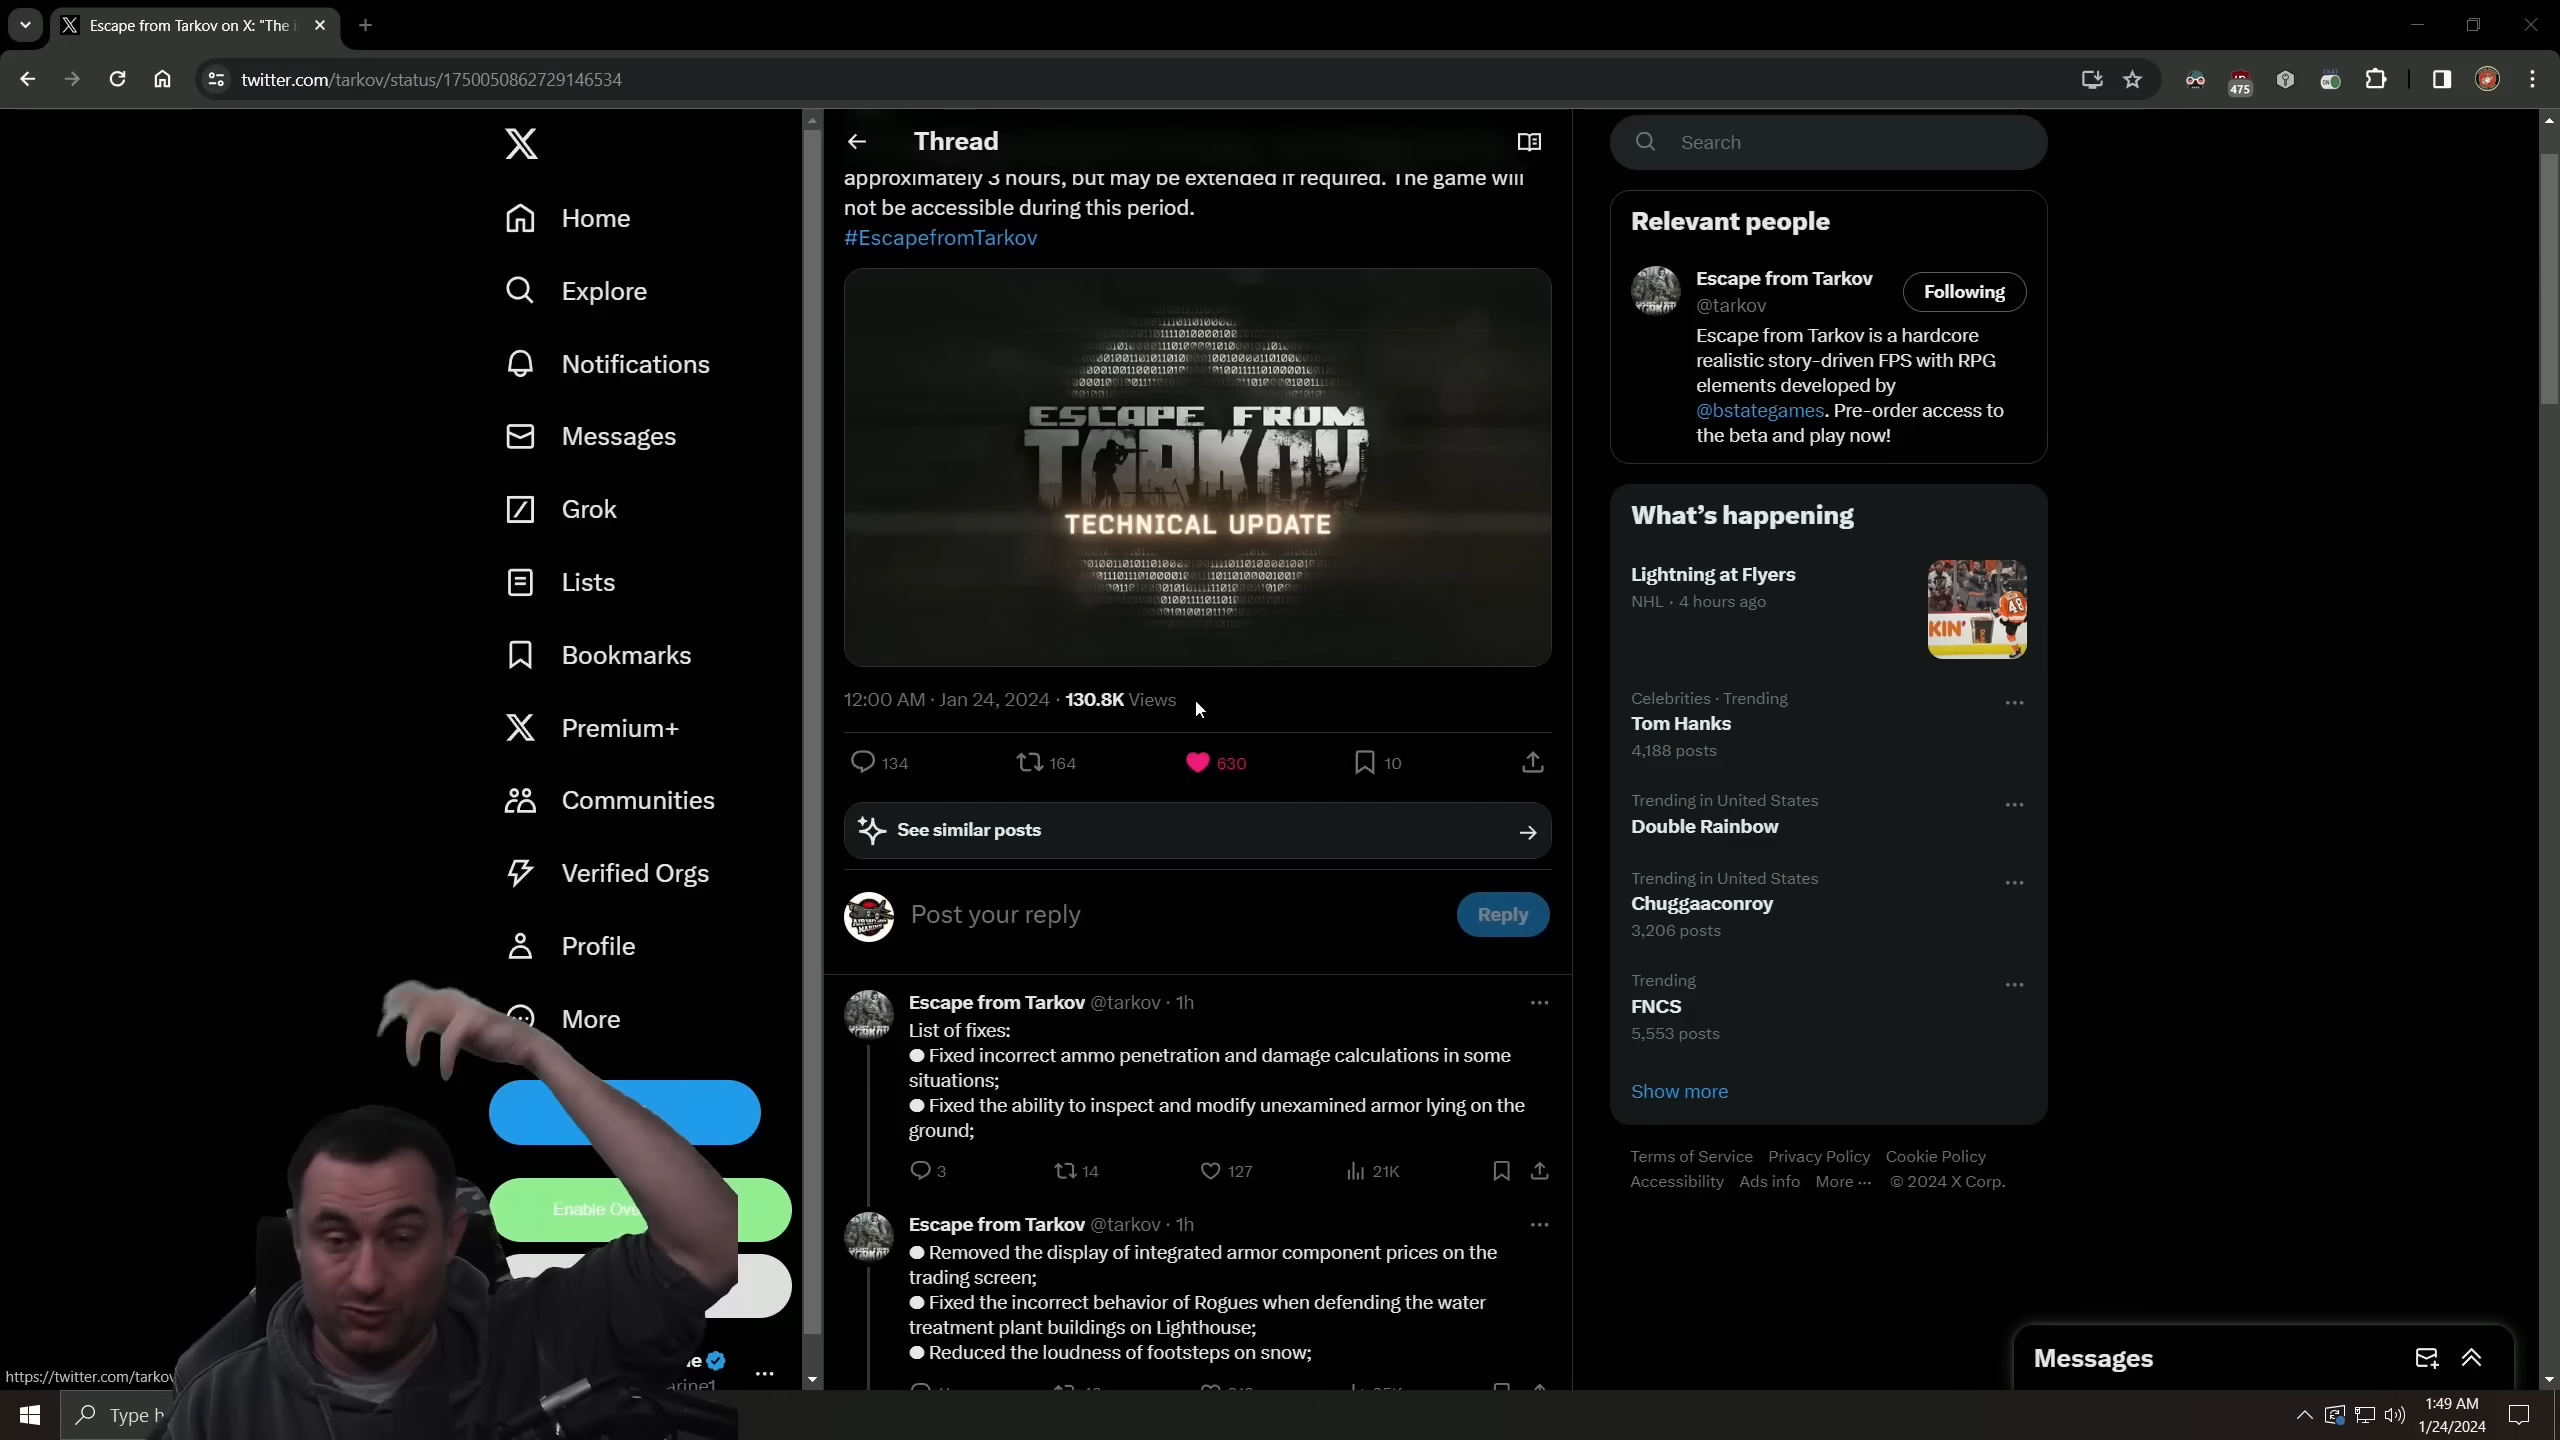 Escape from Tarkov on X: "The i
twitter.com/tarkov/status/1750050862729146534
475
Home
Explore
Notifications
Messages
Grok
Lists
Bookmarks
Premium+
Communities
Verified Orgs
Profile
More
Enable Ove
https://twitter.com/tarkov
Thread
approximately 3 hours, but may be extended if required. The game will
not be accessible during this period.
#EscapefromTarkov
ESCAPE FROM
TARKOV
TECHNICAL UPDATE
12:00 AM · Jan 24, 2024 · 130.8K Views
134
164
630
10
See similar posts
Post your reply
Reply
Escape from Tarkov @tarkov · 1h
List of fixes:
● Fixed incorrect ammo penetration and damage calculations in some
situations;
● Fixed the ability to inspect and modify unexamined armor lying on the
ground;
3
14
127
21K
Escape from Tarkov @tarkov · 1h
● Removed the display of integrated armor component prices on the
trading screen;
● Fixed the incorrect behavior of Rogues when defending the water
treatment plant buildings on Lighthouse;
● Reduced the loudness of footsteps on snow;
Search
Relevant people
Escape from Tarkov
@tarkov
Following
Escape from Tarkov is a hardcore
realistic story-driven FPS with RPG
elements developed by
@bstategames. Pre-order access to
the beta and play now!
What's happening
Lightning at Flyers
NHL · 4 hours ago
Celebrities · Trending
Tom Hanks
4,188 posts
Trending in United States
Double Rainbow
Trending in United States
Chuggaaconroy
3,206 posts
Trending
FNCS
5,553 posts
Show more
Terms of Service Privacy Policy Cookie Policy
Accessibility Ads info More ··· © 2024 X Corp.
Messages
Type h
1:49 AM
1/24/2024